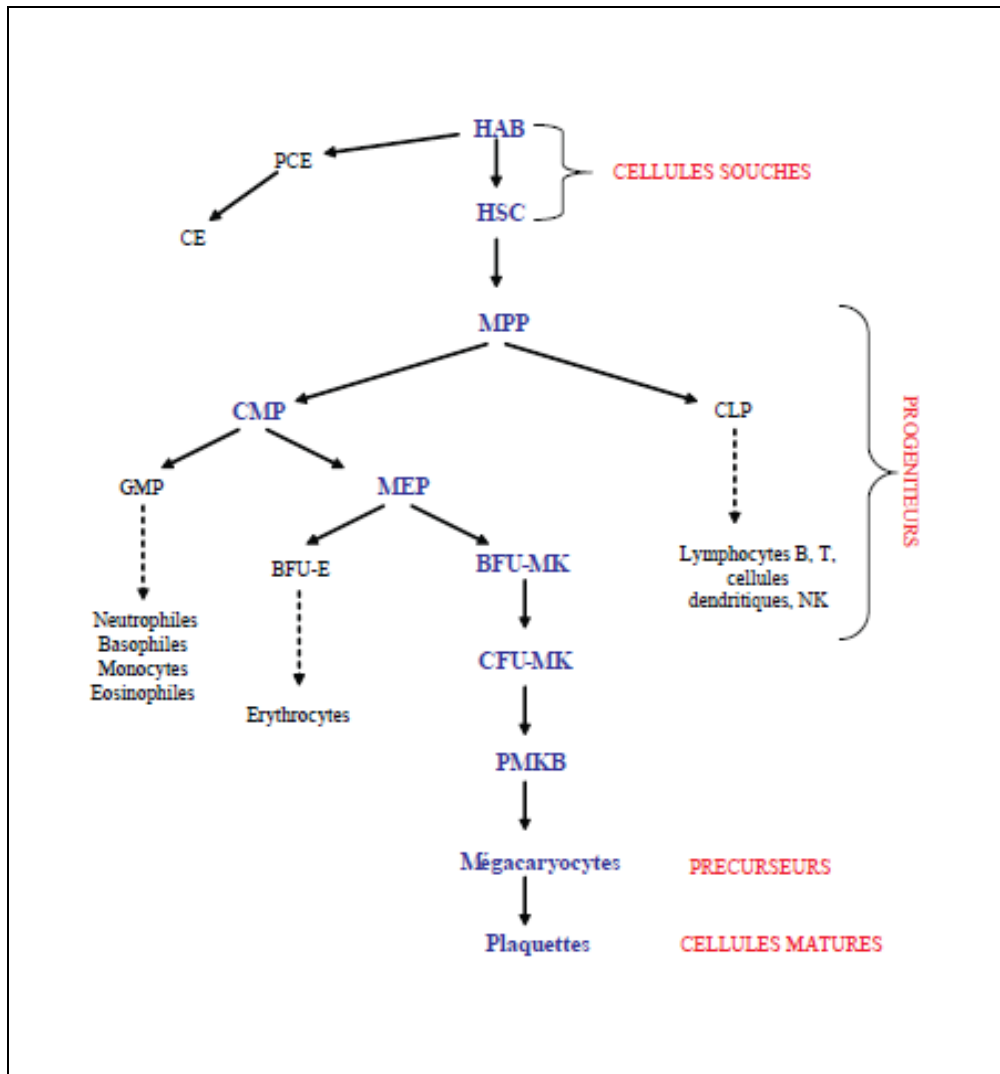 HAB
PCE
CELLULES SOUCHES
HSC
CE
MPP
CMP
CLP
PROGENITEURS
GMP
MEP
BFU-E
BFU-MK
Lymphocytes B, T,
cellules
dendritiques, NK
Neutrophiles
Basophiles
Monocytes
Eosinophiles
CFU-MK
Erythrocytes
PMKB
Mégacaryocytes
PRECURSEURS
Plaquettes
CELLULES MATURES